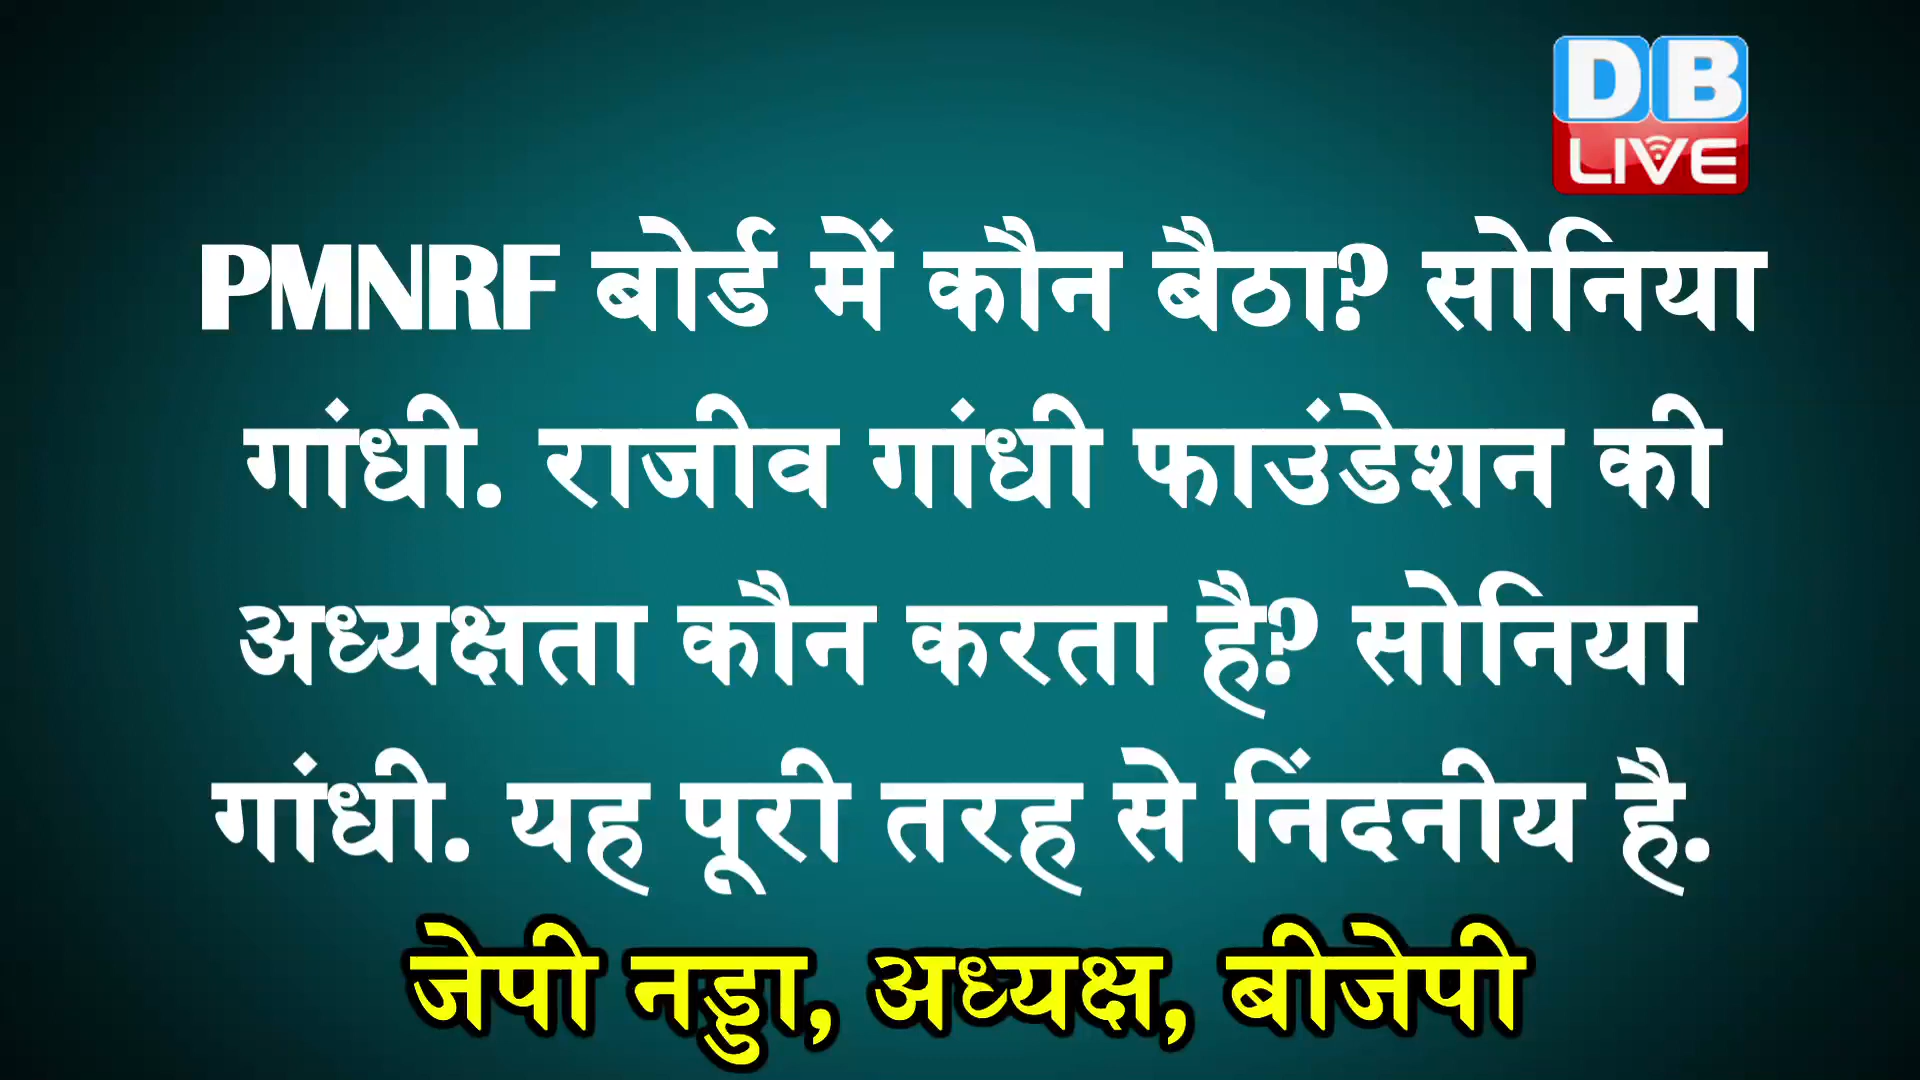 DB
LIVE
PMNRF बोर्ड में कौन बैठा? सोनिया
गांधी. राजीव गांधी फाउंडेशन की
अध्यक्षता कौन करता है? सोनिया
गांधी. यह पूरी तरह से निंदनीय है.
जेपी नड्डा, अध्यक्ष, बीजेपी